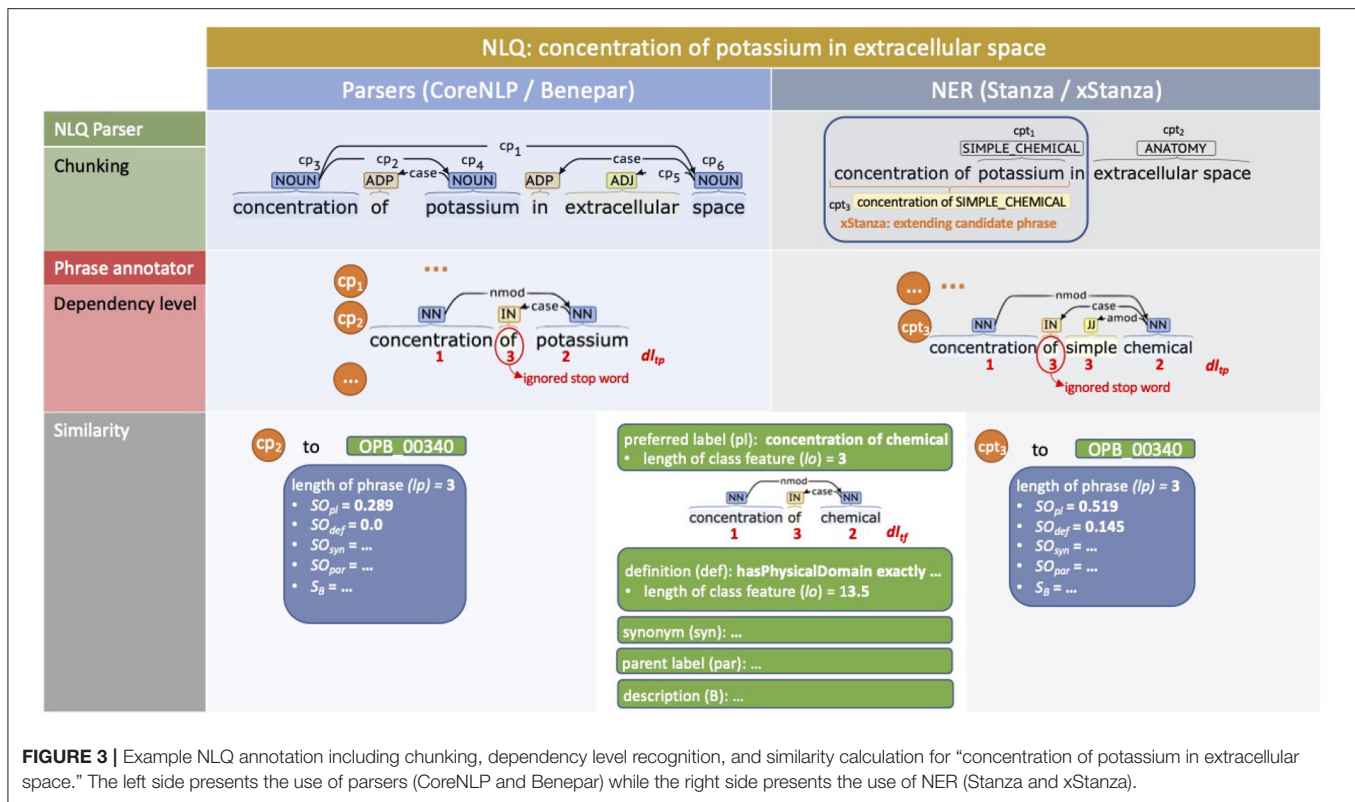 NLQ: concentration of potassium in extracellular space
Parsers (CoreNLP / Benepar)
NER (Stanza / xStanza)
NLQ Parser
Chunking
cp3 cp2 cp4 cp1 case cp5 cp6
NOUN ADP case NOUN ADP ADJ NOUN
concentration of potassium in extracellular space
cpt1 cpt2
SIMPLE_CHEMICAL ANATOMY
concentration of potassium in extracellular space
cpt3 concentration of SIMPLE_CHEMICAL
xStanza: extending candidate phrase
Phrase annotator
Dependency level
cp1 ...
cp2
...
nmod
case
NN IN NN
concentration of potassium
1 3 2 dltp
ignored stop word
... ...
cpt3
nmod
case
amod
NN IN JJ NN
concentration of simple chemical
1 3 3 2 dltp
ignored stop word
Similarity
cp2 to OPB_00340
length of phrase (lp) = 3
• SOpl = 0.289
• SOdef = 0.0
• SOsyn = ...
• SOpar = ...
• SB = ...
preferred label (pl): concentration of chemical
• length of class feature (lo) = 3
nmod
case
NN IN NN
concentration of chemical
1 3 2 dltf
definition (def): hasPhysicalDomain exactly ...
• length of class feature (lo) = 13.5
synonym (syn): ...
parent label (par): ...
description (B): ...
cpt3 to OPB_00340
length of phrase (lp) = 3
• SOpl = 0.519
• SOdef = 0.145
• SOsyn = ...
• SOpar = ...
• SB = ...
FIGURE 3 | Example NLQ annotation including chunking, dependency level recognition, and similarity calculation for “concentration of potassium in extracellular
space.” The left side presents the use of parsers (CoreNLP and Benepar) while the right side presents the use of NER (Stanza and xStanza).